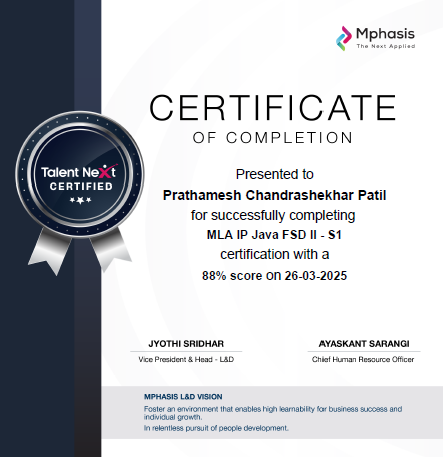 Mphasis
The Next Applied
CERTIFICATE
OF COMPLETION
Talent Next
CERTIFIED
Presented to
Prathamesh Chandrashekhar Patil
for successfully completing
MLA IP Java FSD II - S1
certification with a
88% score on 26-03-2025
JYOTHI SRIDHAR
Vice President & Head - L&D
AYASKANT SARANGI
Chief Human Resource Officer
MPHASIS L&D VISION
Foster an environment that enables high learnability for business success and
individual growth.
In relentless pursuit of people development.